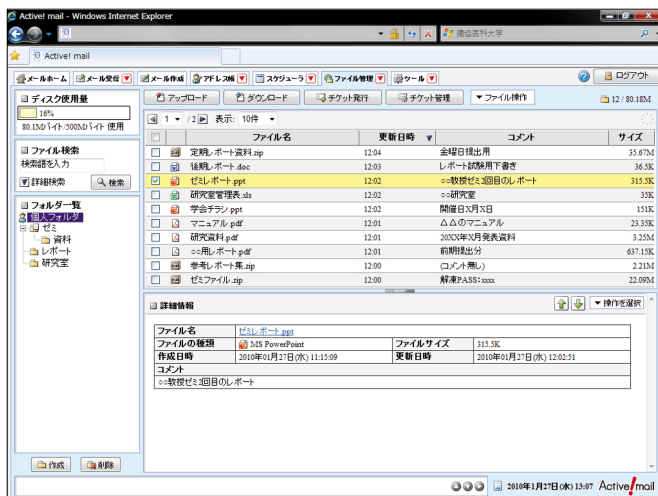 Active! mail - Windows Internet Explorer
獨協医科大学
Active! mail
メールホーム メール受信 メール作成 アドレス帳 スケジューラ ファイル管理 ツール ログアウト
ディスク使用量
16%
80.1Mバイト/500Mバイト 使用
ファイル検索
検索語を入力
詳細検索 検索
フォルダ一覧
個人フォルダ
ゼミ
資料
レポート
研究室
作成 削除
アップロード ダウンロード チケット発行 チケット管理 ▼ファイル操作 12 / 80.18M
1 /2 表示: 10件
ファイル名 更新日時 ▼ コメント サイズ
定期レポート資料.zip 12:04 金曜日提出用 35.67M
後期レポート.doc 12:03 レポート試験用下書き 36.5K
ゼミレポート.ppt 12:02 ○○教授ゼミ2回目のレポート 315.5K
研究室管理表.xls 12:02 ○○研究室 35K
学会チラシ.ppt 12:02 開催日X月X日 151K
マニュアル.pdf 12:02 △△のマニュアル 23.35K
研究資料.pdf 12:02 20XX年X月発表資料 3.25M
○○用レポート.pdf 12:01 前期提出分 637.15K
参考レポート集.zip 12:00 (コメント無し) 2.21M
ゼミファイル.zip 12:00 解凍PASS:xxxx 22.09M
詳細情報 ▼操作を選択
ファイル名 ゼミレポート.ppt
ファイルの種類 MS PowerPoint ファイルサイズ 315.5K
作成日時 2010年01月27日(水) 11:15:09 更新日時 2010年01月27日(水) 12:02:51
コメント
○○教授ゼミ2回目のレポート
2010年1月27日(水) 13:07 Active! mail